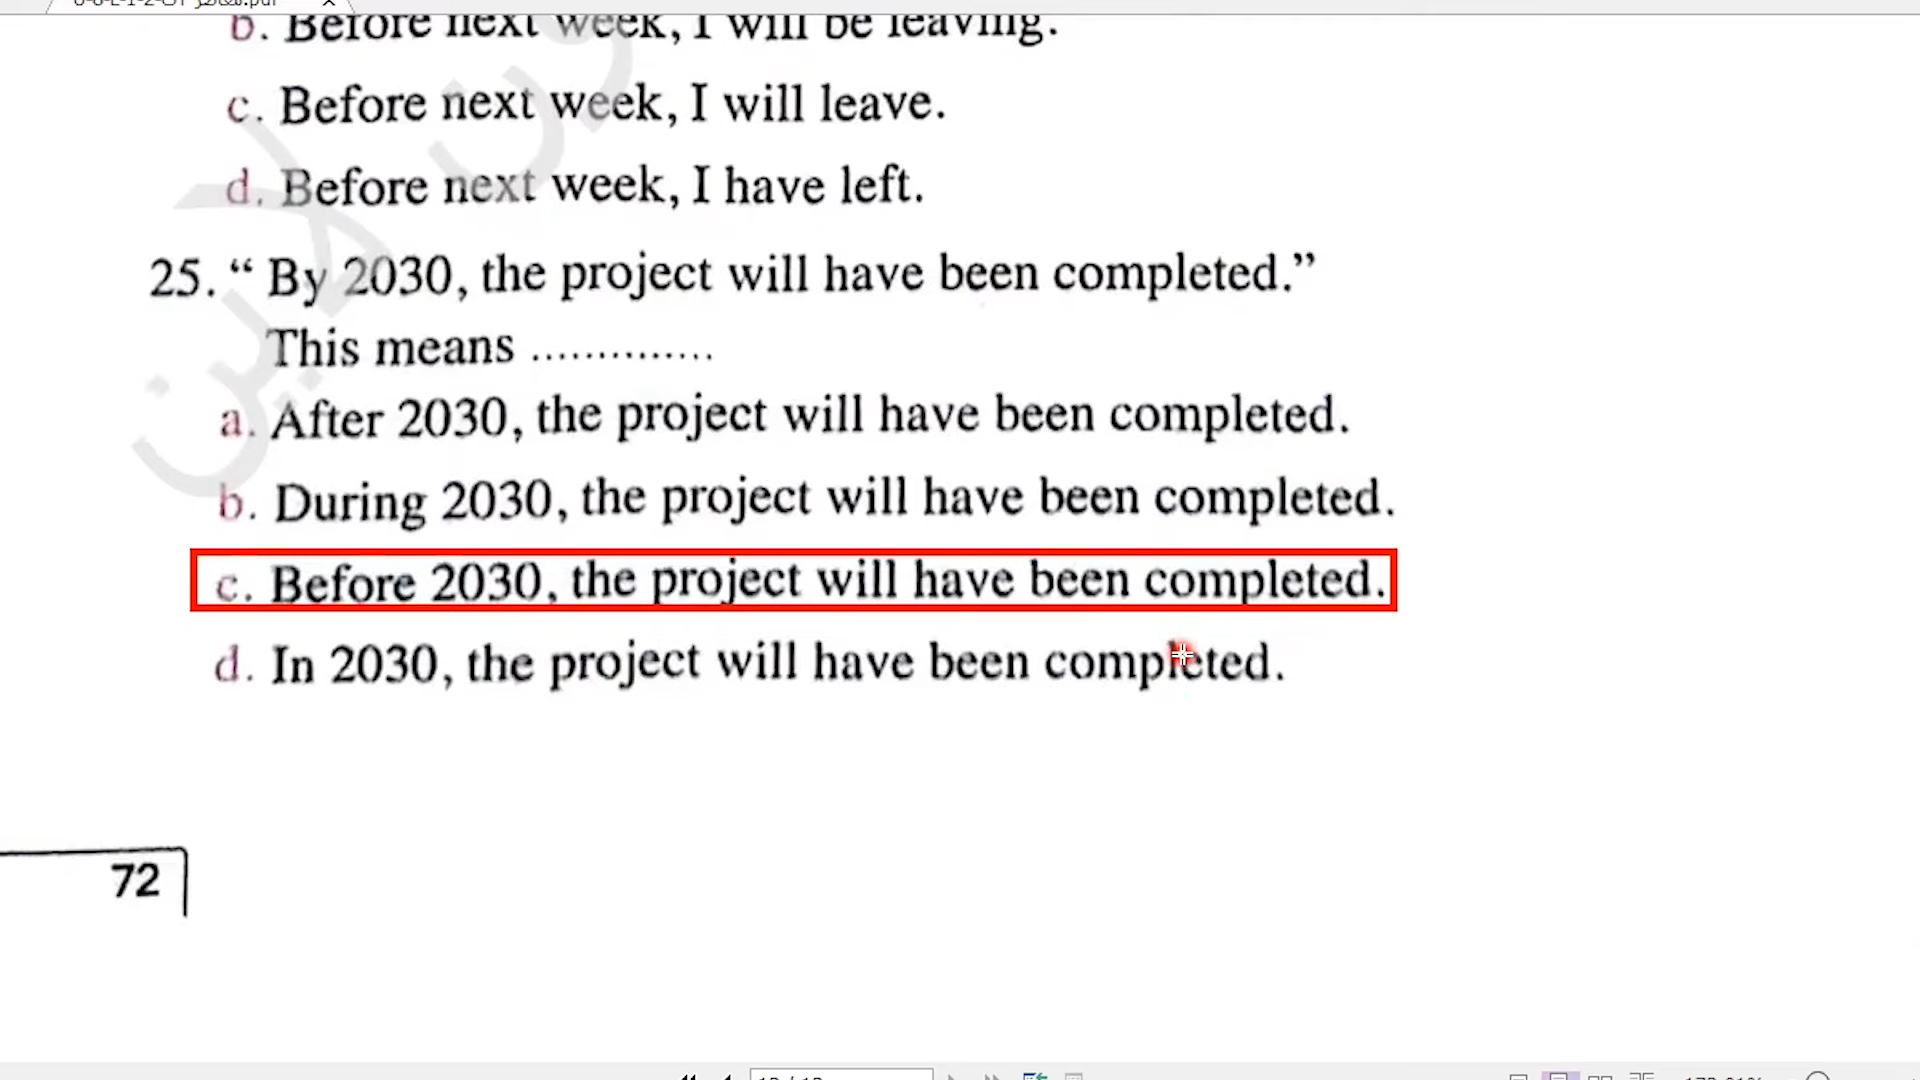 b. Before next week, I will be leaving.
c. Before next week, I will leave.
d. Before next week, I have left.
25. “ By 2030, the project will have been completed.”
This means ..............
a. After 2030, the project will have been completed.
b. During 2030, the project will have been completed.
c. Before 2030, the project will have been completed.
d. In 2030, the project will have been completed.
72